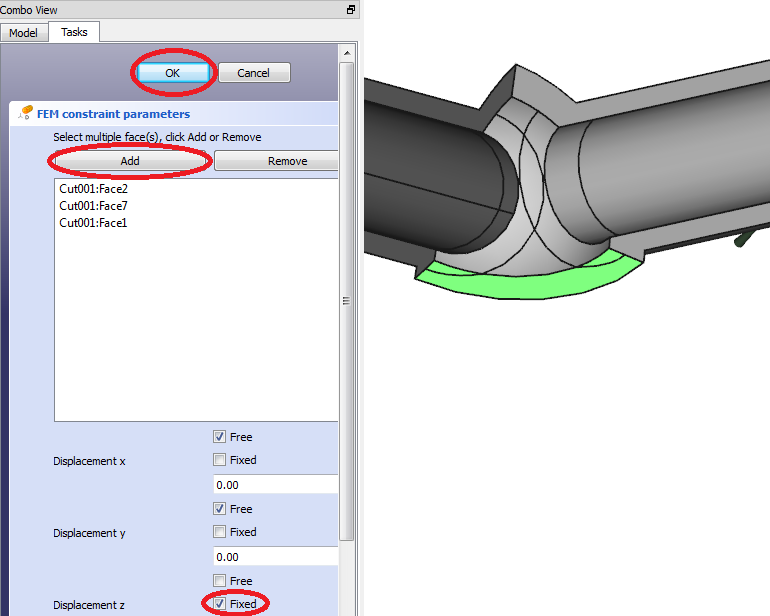 Combo View
Model Tasks
OK Cancel
FEM constraint parameters
Select multiple face(s), click Add or Remove
Add Remove
Cut001:Face2
Cut001:Face7
Cut001:Face1
Free
Displacement x Fixed
0.00
Free
Displacement y Fixed
0.00
Free
Displacement z Fixed